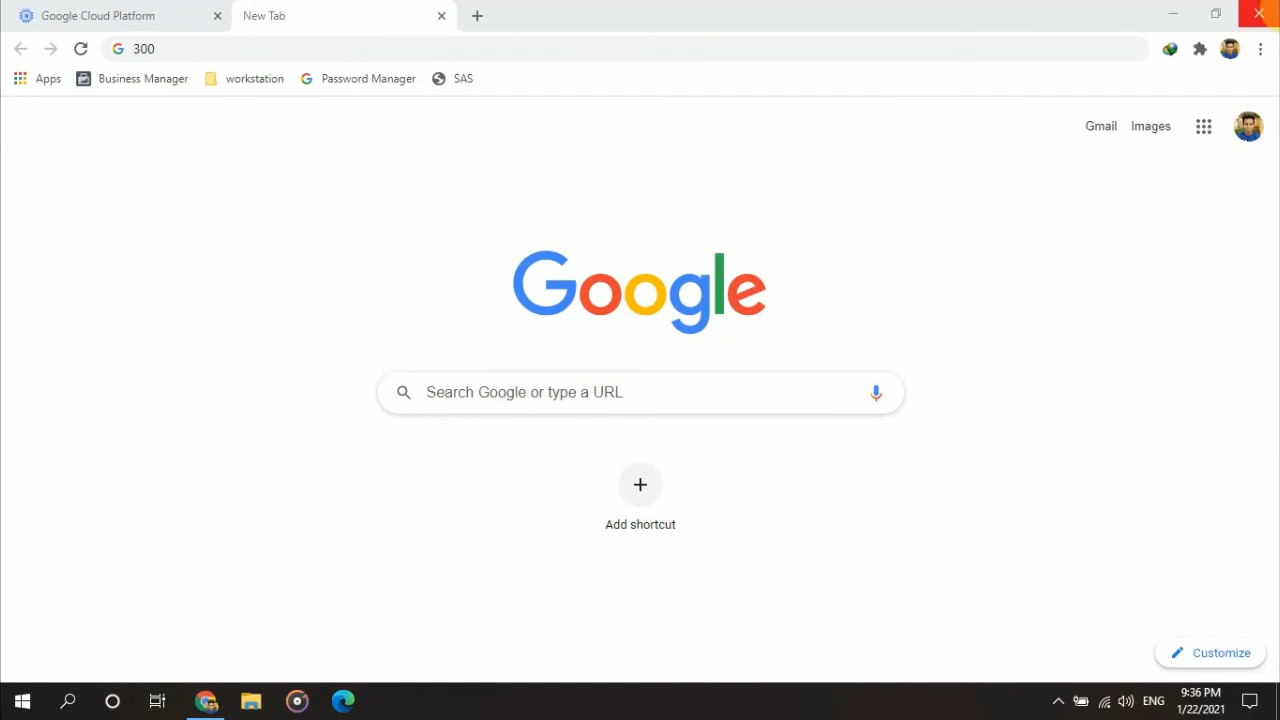 Google Cloud Platform
New Tab
300
Apps
Business Manager
workstation
Password Manager
SAS
Gmail
Images
Google
Search Google or type a URL
Add shortcut
Customize
ENG
9:36 PM
1/22/2021